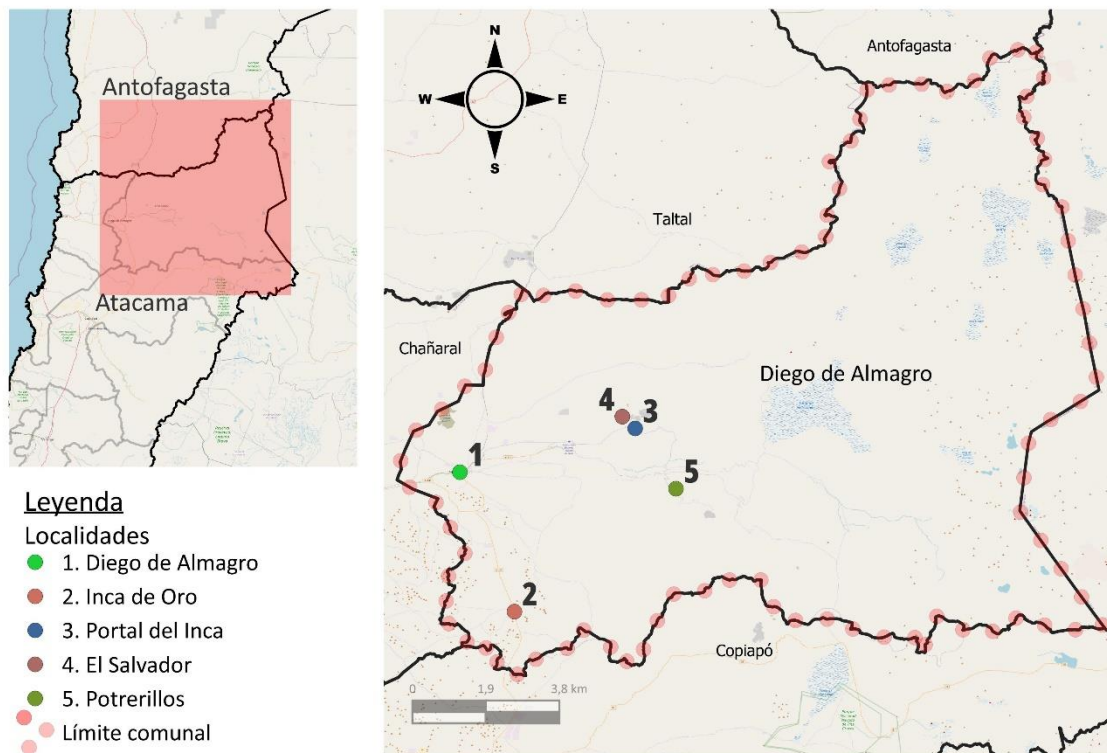 Antofagasta
Atacama
Leyenda
Localidades
1. Diego de Almagro
2. Inca de Oro
3. Portal del Inca
4. El Salvador
5. Potrerillos
Límite comunal
N
W
E
S
Antofagasta
Taltal
Chañaral
Diego de Almagro
4
3
1
5
2
Copiapó
0
1,9
3,8 km